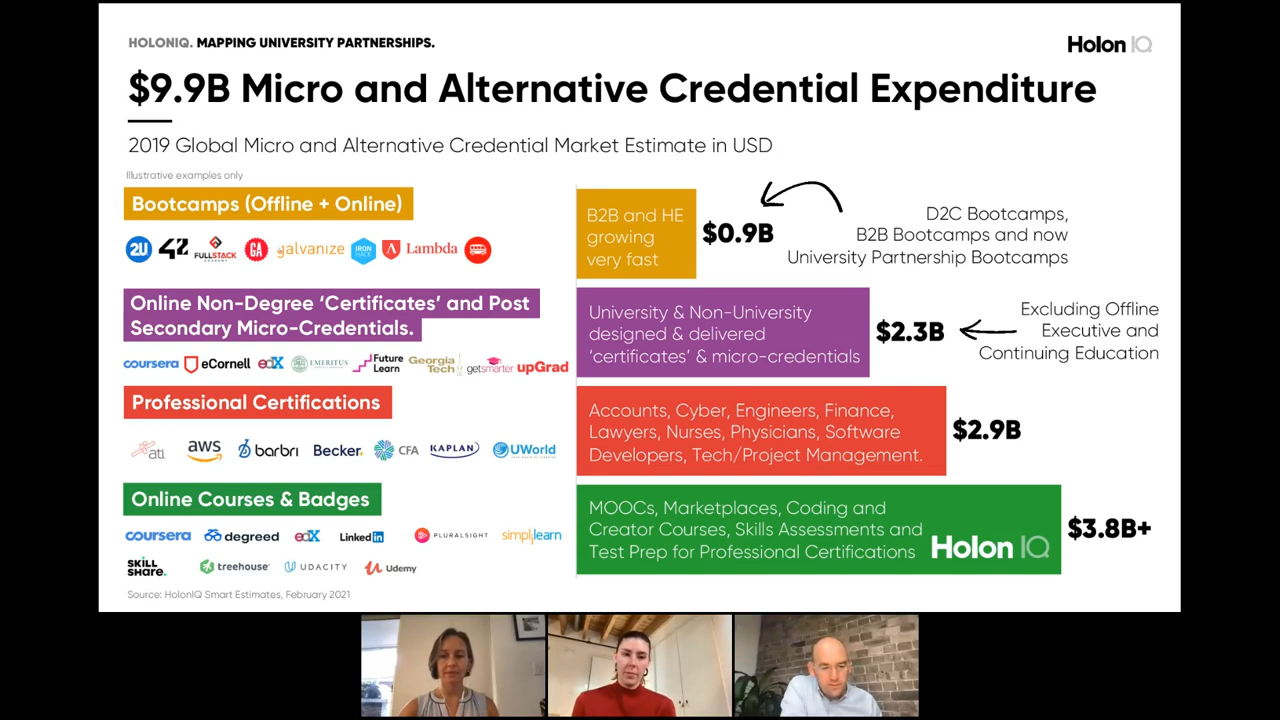 HOLONIQ. MAPPING UNIVERSITY PARTNERSHIPS.
Holon IQ
$9.9B Micro and Alternative Credential Expenditure
2019 Global Micro and Alternative Credential Market Estimate in USD
Illustrative examples only
Bootcamps (Offline + Online)
2U 42 FULLSTACK ACADEMY GA galvanize IRON HACK Lambda
B2B and HE
growing
very fast
$0.9B
D2C Bootcamps,
B2B Bootcamps and now
University Partnership Bootcamps
Online Non-Degree ‘Certificates’ and Post
Secondary Micro-Credentials.
coursera eCornell edX EMERITUS Future Learn Georgia Tech getsmarter upGrad
University & Non-University
designed & delivered
‘certificates’ & micro-credentials
$2.3B
Excluding Offline
Executive and
Continuing Education
Professional Certifications
ati aws barbri Becker. CFA KAPLAN UWorld
Accounts, Cyber, Engineers, Finance,
Lawyers, Nurses, Physicians, Software
Developers, Tech/Project Management.
$2.9B
Online Courses & Badges
coursera degreed edX LinkedIn PLURALSIGHT simplilearn
SKILL SHARE. treehouse UDACITY Udemy
MOOCs, Marketplaces, Coding and
Creator Courses, Skills Assessments and
Test Prep for Professional Certifications
Holon IQ
$3.8B+
Source: HolonIQ Smart Estimates, February 2021